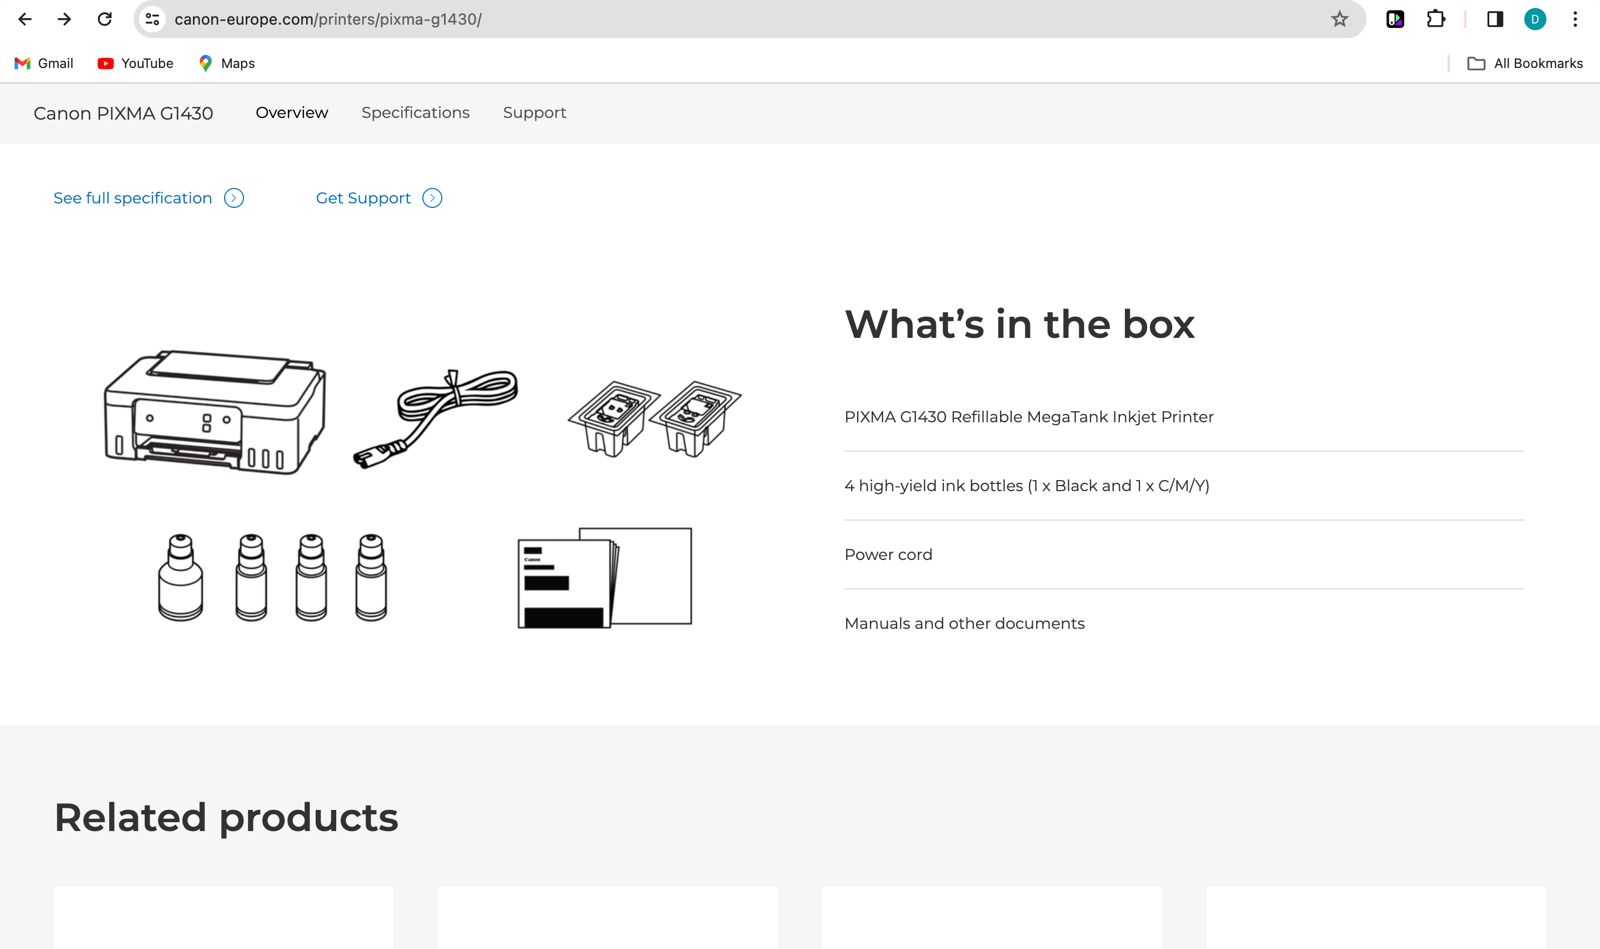 canon-europe.com/printers/pixma-g1430/
D
Gmail
YouTube
Maps
All Bookmarks
Canon PIXMA G1430
Overview
Specifications
Support
See full specification
Get Support
What’s in the box
PIXMA G1430 Refillable MegaTank Inkjet Printer
4 high-yield ink bottles (1 x Black and 1 x C/M/Y)
Power cord
Manuals and other documents
Canon
Related products